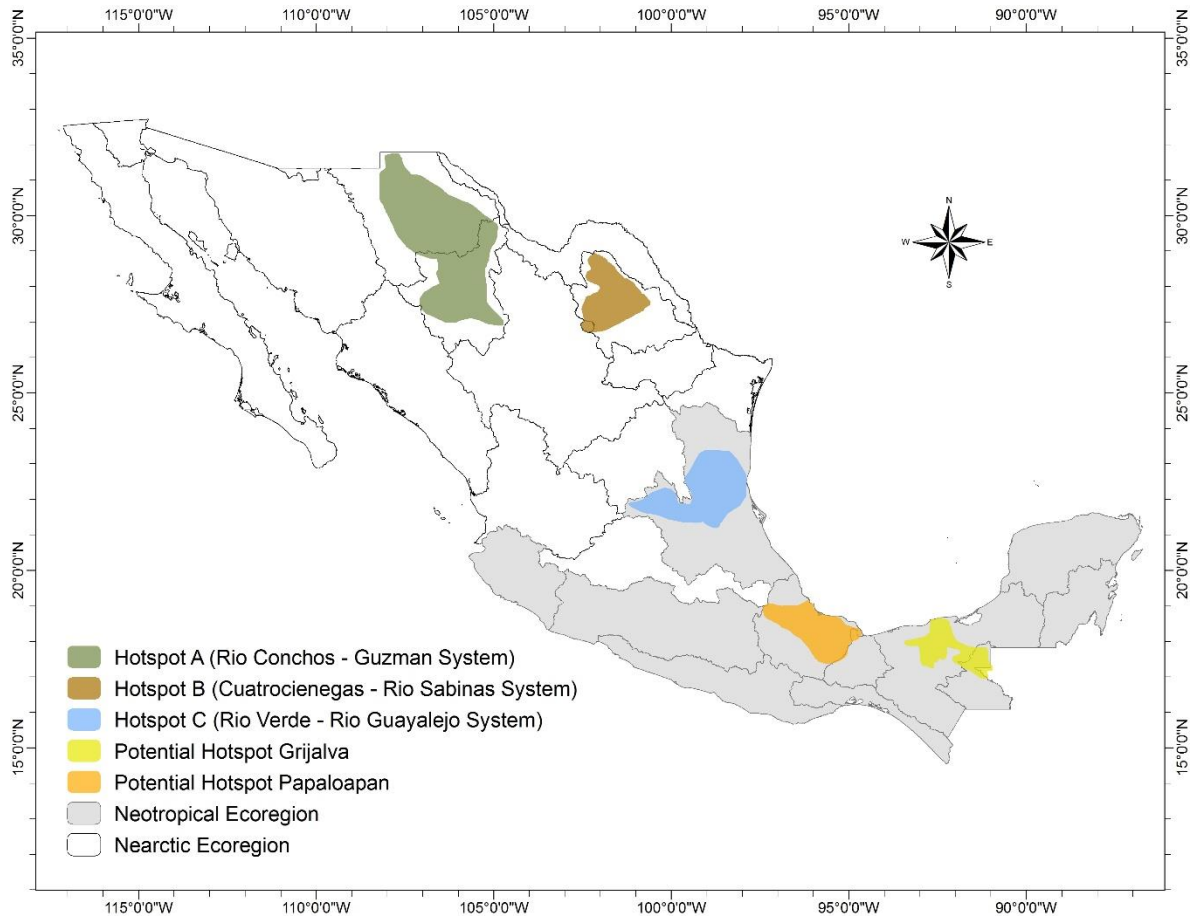 115°0'0"W 110°0'0"W 105°0'0"W 100°0'0"W 95°0'0"W 90°0'0"W
35°0'0"N 35°0'0"N
N
W E
S
30°0'0"N 30°0'0"N
25°0'0"N 25°0'0"N
20°0'0"N 20°0'0"N
15°0'0"N 15°0'0"N
Hotspot A (Rio Conchos - Guzman System)
Hotspot B (Cuatrocienegas - Rio Sabinas System)
Hotspot C (Rio Verde - Rio Guayalejo System)
Potential Hotspot Grijalva
Potential Hotspot Papaloapan
Neotropical Ecoregion
Nearctic Ecoregion
115°0'0"W 110°0'0"W 105°0'0"W 100°0'0"W 95°0'0"W 90°0'0"W